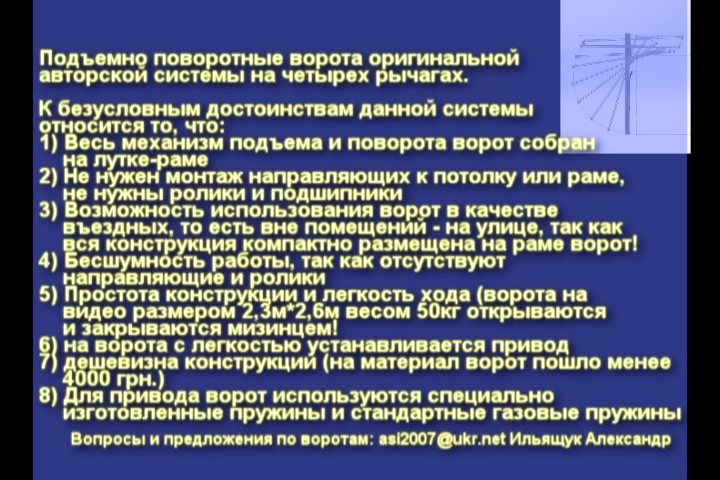 Подъемно поворотные ворота оригинальной
авторской системы на четырех рычагах.
К безусловным достоинствам данной системы
относится то, что:
1) Весь механизм подъема и поворота ворот собран
на лутке-раме
2) Не нужен монтаж направляющих к потолку или раме,
не нужны ролики и подшипники
3) Возможность использования ворот в качестве
въездных, то есть вне помещений - на улице, так как
вся конструкция компактно размещена на раме ворот!
4) Бесшумность работы, так как отсутствуют
направляющие и ролики
5) Простота конструкции и легкость хода (ворота на
видео размером 2,3м*2,6м весом 50кг открываются
и закрываются мизинцем!
6) на ворота с легкостью устанавливается привод
7) дешевизна конструкции (на материал ворот пошло менее
4000 грн.)
8) Для привода ворот используются специально
изготовленные пружины и стандартные газовые пружины
Вопросы и предложения по воротам: asi2007@ukr.net Ильящук Александр